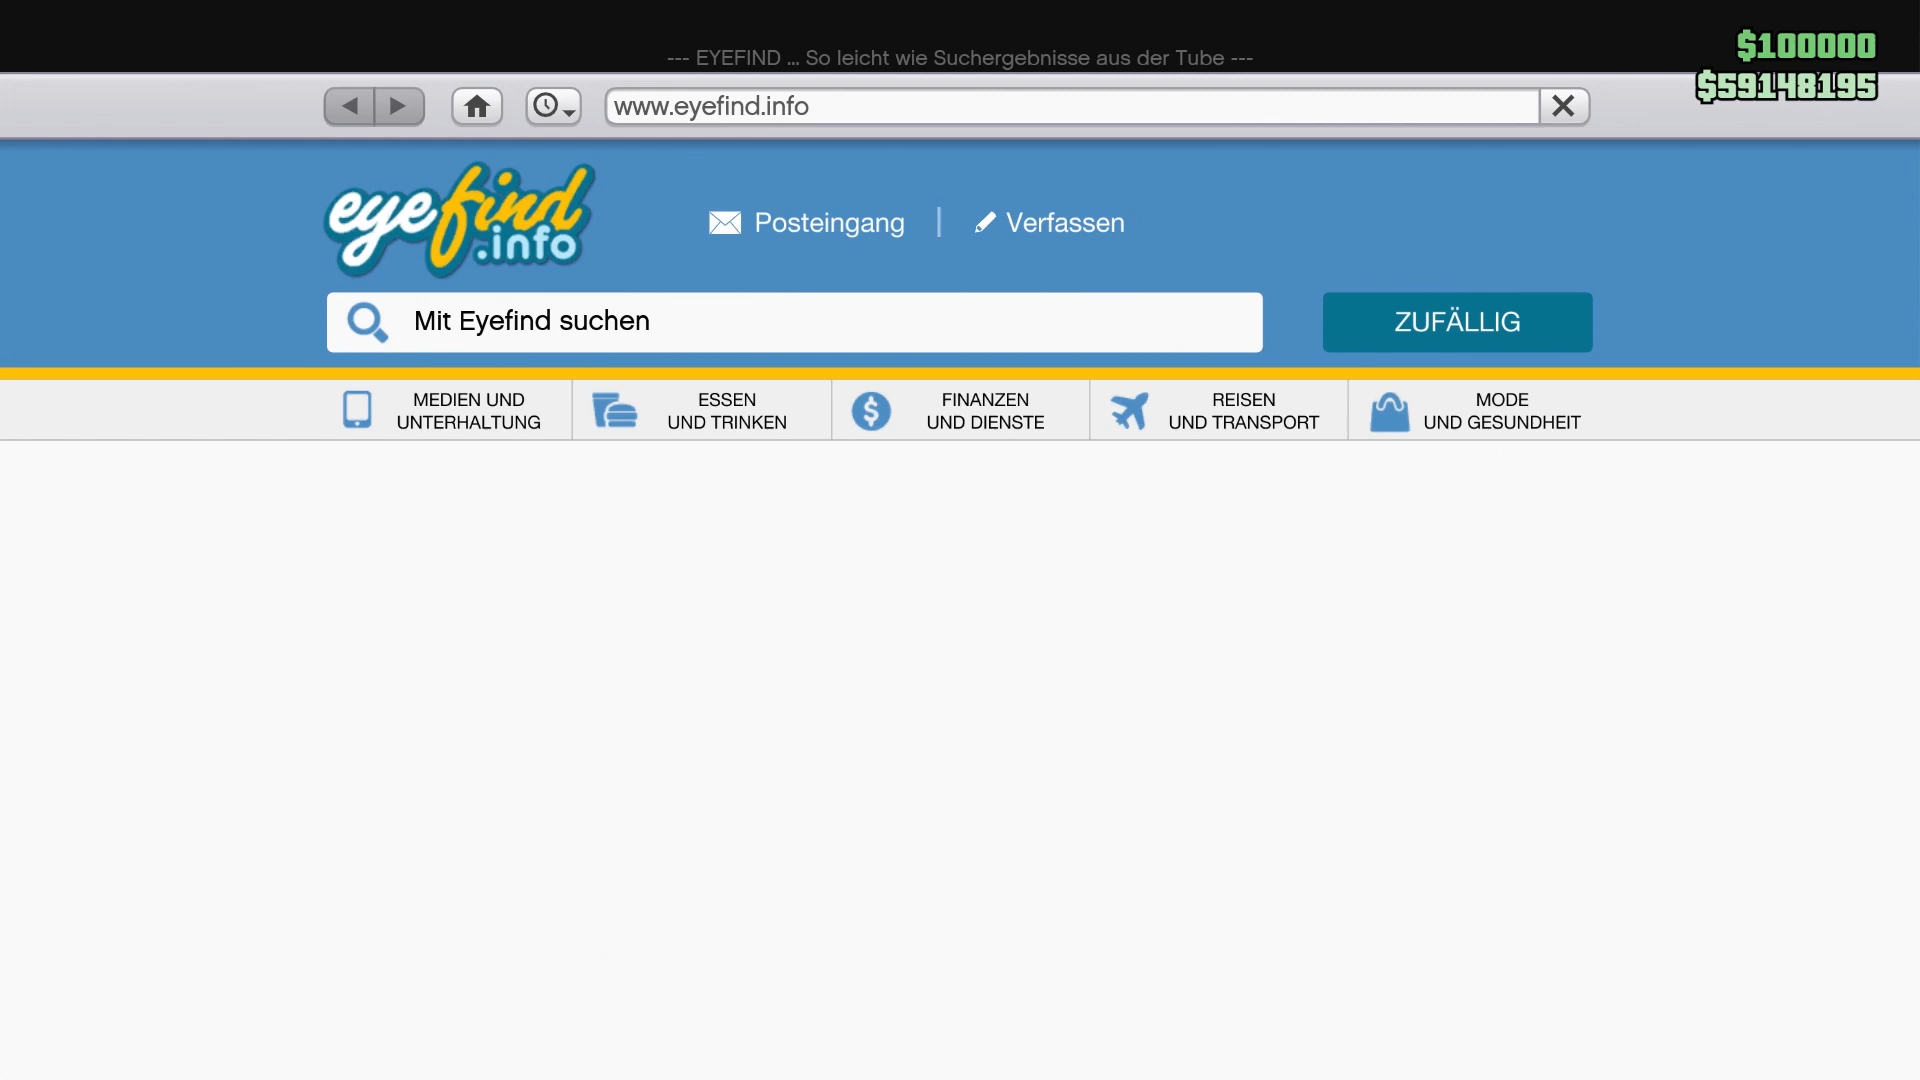 --- EYEFIND ... So leicht wie Suchergebnisse aus der Tube ---
$100000
$59148195
www.eyefind.info
eyefind
.info
Posteingang
Verfassen
Mit Eyefind suchen
ZUFÄLLIG
MEDIEN UND
UNTERHALTUNG
ESSEN
UND TRINKEN
FINANZEN
UND DIENSTE
REISEN
UND TRANSPORT
MODE
UND GESUNDHEIT